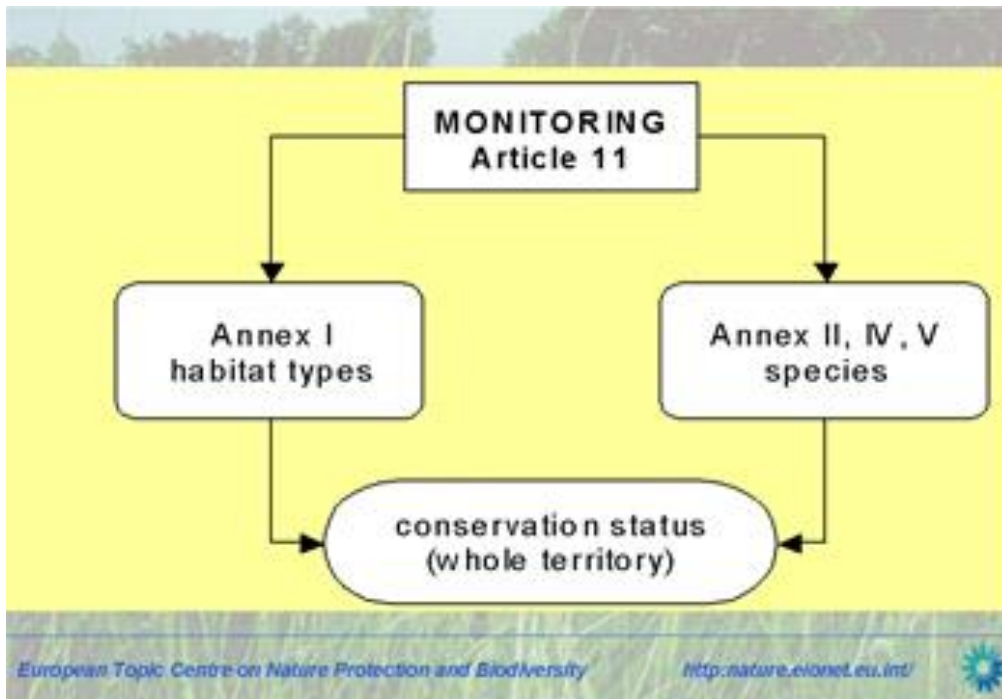 MONITORING
Article 11
Annex I
habitat types
Annex II, IV, V
species
conservation status
(whole territory)
European Topic Centre on Nature Protection and Biodiversity
http:nature.eionet.eu.int/